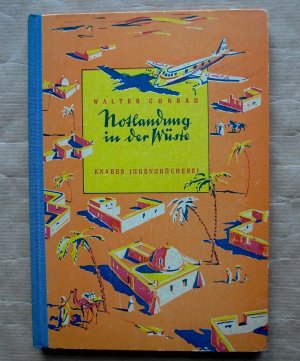 WALTER CONRAD
Notlandung
in der Wüste
KNABES JUGENDBÜCHEREI